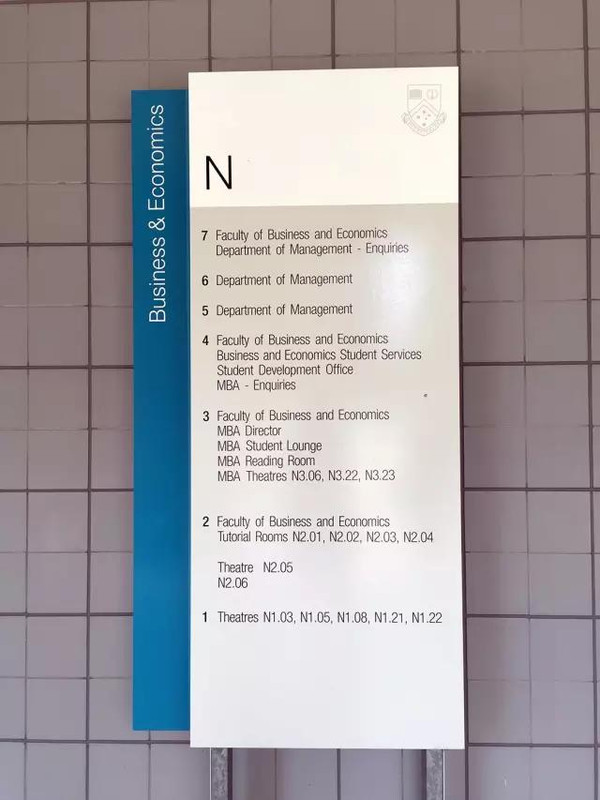 Business & Economics
N
7 Faculty of Business and Economics
Department of Management - Enquiries
6 Department of Management
5 Department of Management
4 Faculty of Business and Economics
Business and Economics Student Services
Student Development Office
MBA - Enquiries
3 Faculty of Business and Economics
MBA Director
MBA Student Lounge
MBA Reading Room
MBA Theatres N3.06, N3.22, N3.23
2 Faculty of Business and Economics
Tutorial Rooms N2.01, N2.02, N2.03, N2.04
Theatre N2.05
N2.06
1 Theatres N1.03, N1.05, N1.08, N1.21, N1.22